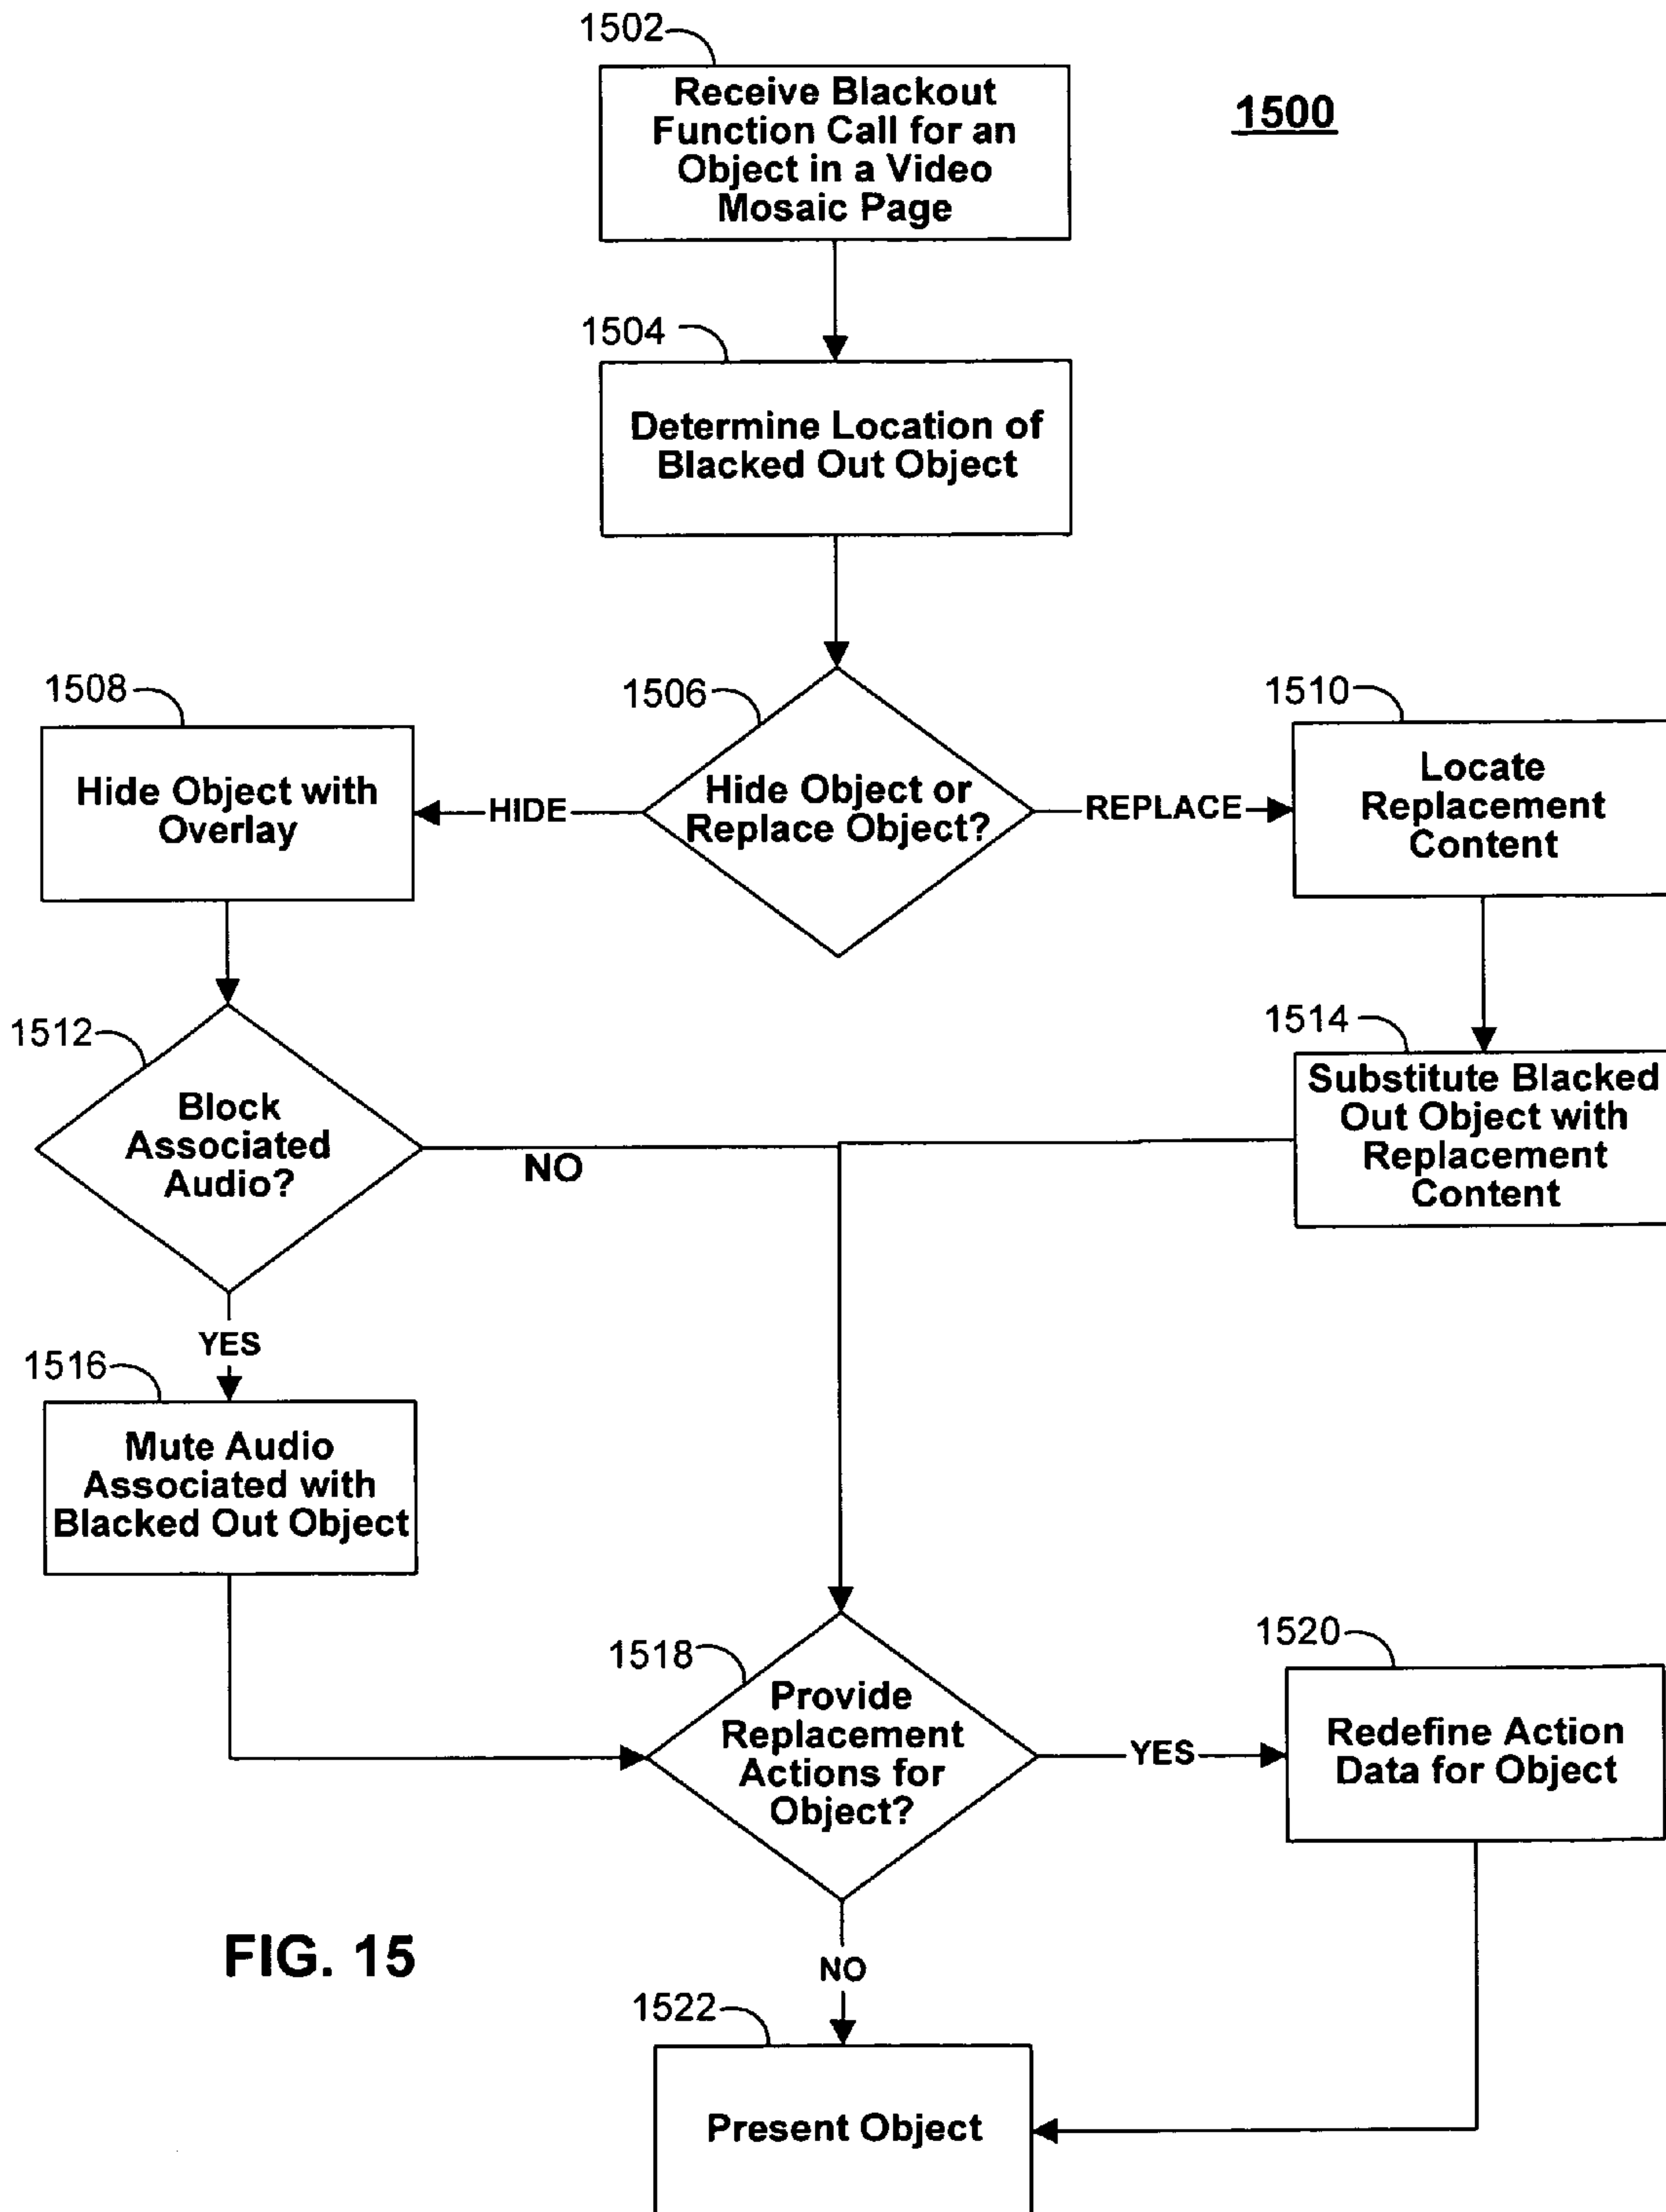 1502
Receive Blackout
Function Call for an
Object in a Video
Mosaic Page
1500
1504
Determine Location of
Blacked Out Object
1508
Hide Object with
Overlay
HIDE
1506
Hide Object or
Replace Object?
REPLACE
1510
Locate
Replacement
Content
1512
Block
Associated
Audio?
NO
1514
Substitute Blacked
Out Object with
Replacement
Content
YES
1516
Mute Audio
Associated with
Blacked Out Object
1518
Provide
Replacement
Actions for
Object?
YES
1520
Redefine Action
Data for Object
FIG. 15
NO
1522
Present Object